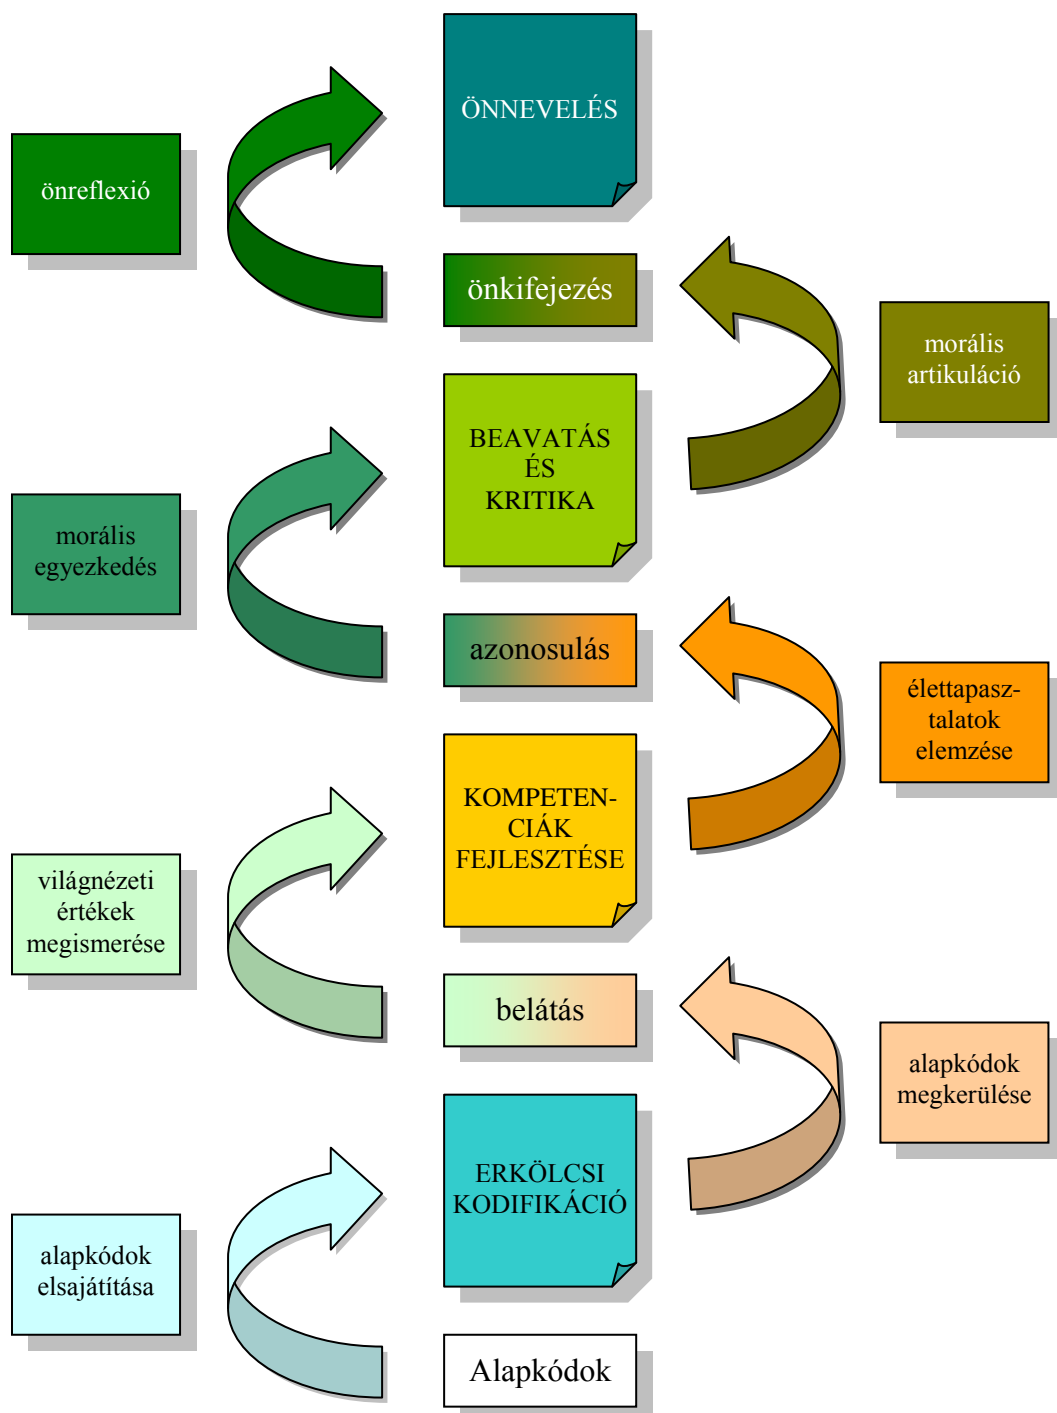 ÖNNEVELÉS
önreflexió
önkifejezés
morális
artikuláció
BEAVATÁS
ÉS
KRITIKA
morális
egyezkedés
azonosulás
élettapasz-
talatok
elemzése
KOMPETEN-
CIÁK
FEJLESZTÉSE
világnézeti
értékek
megismerése
belátás
alapkódok
megkerülése
ERKÖLCSI
KODIFIKÁCIÓ
alapkódok
elsajátítása
Alapkódok